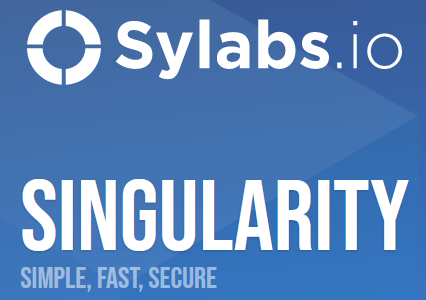 Sylabs.io
SINGULARITY
SIMPLE, FAST, SECURE